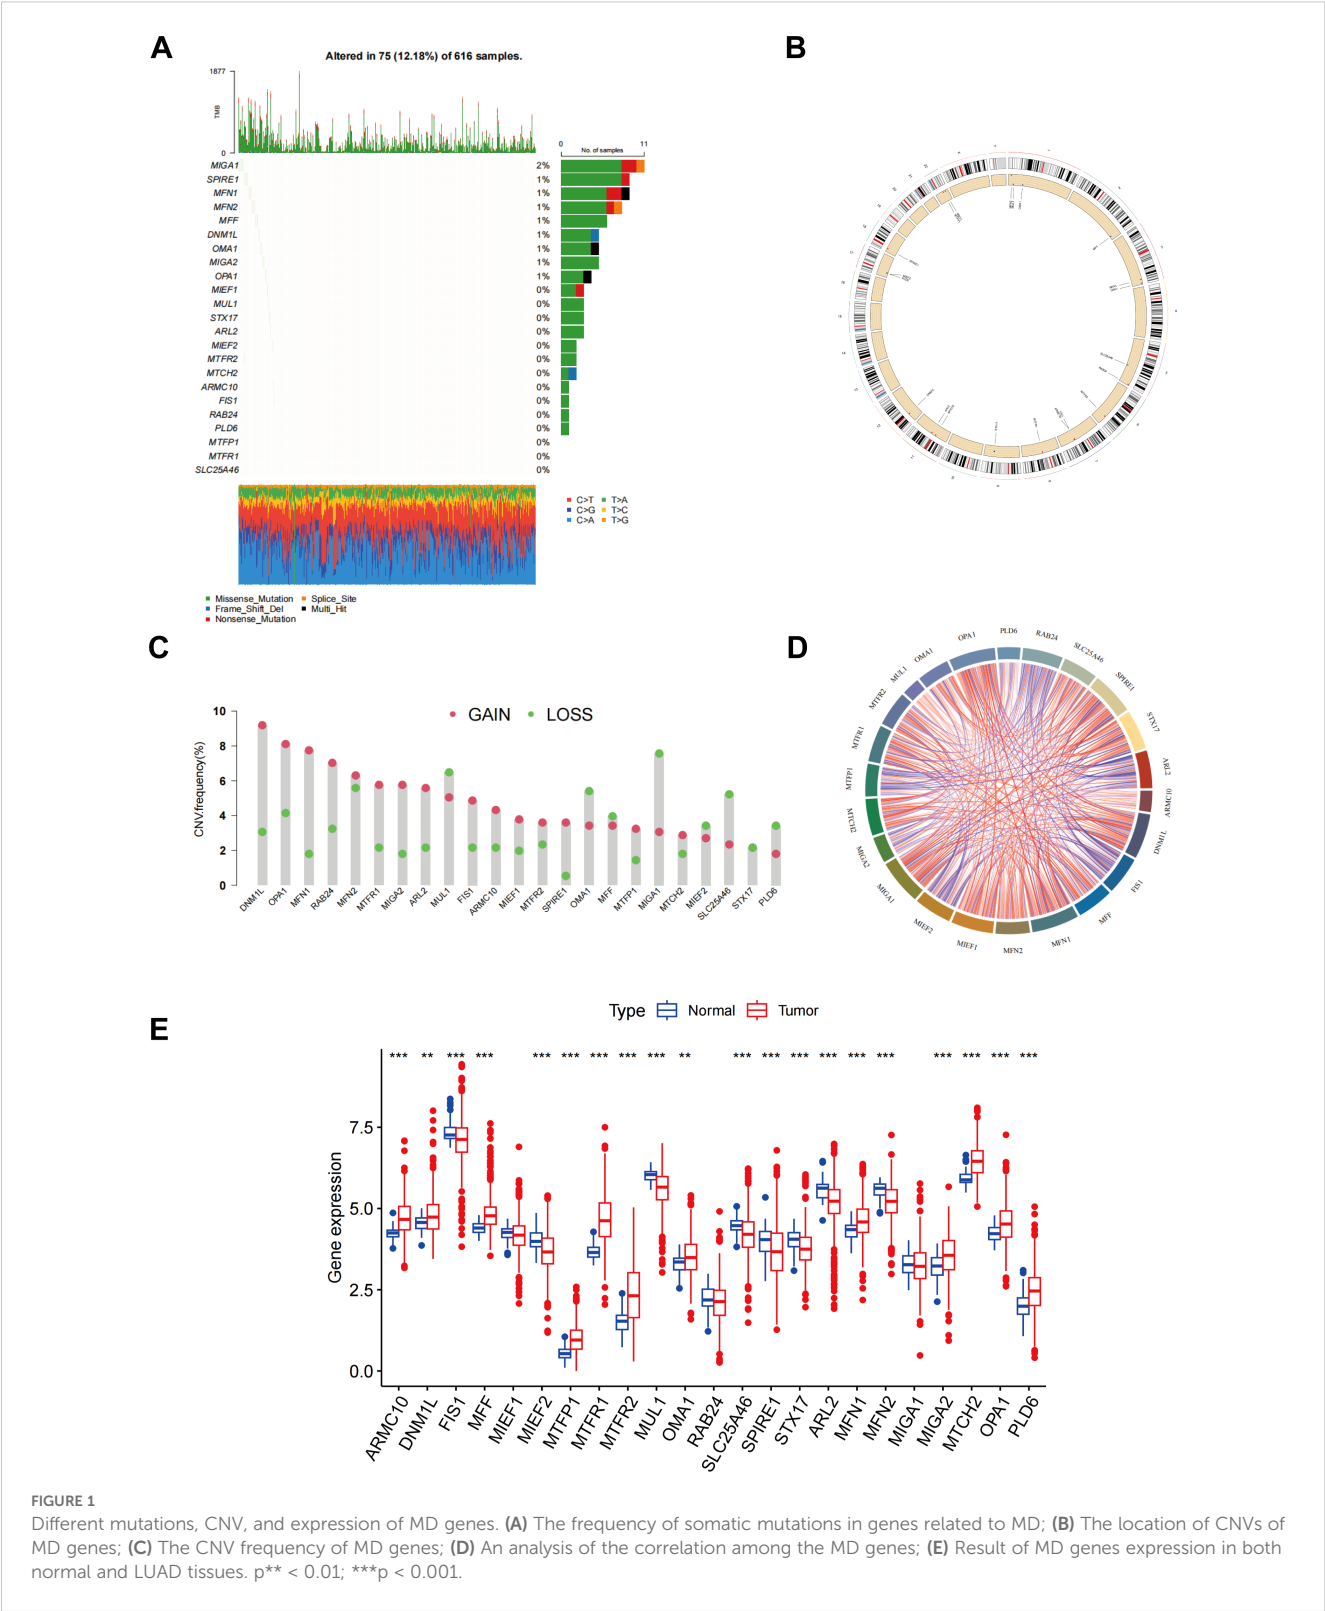 A
Altered in 75 (12.18%) of 616 samples.
1877
TMB
0
0
11
No. of samples
MIGA1 2%
SPIRE1 1%
MFN1 1%
MFN2 1%
MFF 1%
DNM1L 1%
OMA1 1%
MIGA2 1%
OPA1 1%
MIEF1 0%
MUL1 0%
STX17 0%
ARL2 0%
MIEF2 0%
MTFR2 0%
MTCH2 0%
ARMC10 0%
FIS1 0%
RAB24 0%
PLD6 0%
MTFP1 0%
MTFR1 0%
SLC25A46 0%
C>T T>A
C>G T>C
C>A T>G
Missense_Mutation Splice_Site
Frame_Shift_Del Multi_Hit
Nonsense_Mutation
B
C
GAIN LOSS
CNV.frequency(%)
10
8
6
4
2
0
DNM1L
OPA1
MFN1
RAB24
MFN2
MTFR1
MIGA2
ARL2
MUL1
FIS1
ARMC10
MIEF1
MTFR2
SPIRE1
OMA1
MFF
MTFP1
MIGA1
MTCH2
MIEF2
SLC25A46
STX17
PLD6
D
PLD6
RAB24
SLC25A46
SPIRE1
STX17
ARL2
ARMC10
DNM1L
FIS1
MFF
MFN1
MFN2
MIEF1
MIEF2
MIGA1
MIGA2
MTCH2
MTFP1
MTFR1
MTFR2
MUL1
OMA1
OPA1
E
Type Normal Tumor
*** ** *** *** *** *** *** *** *** ** *** *** *** *** *** *** *** *** *** ***
Gene expression
7.5
5.0
2.5
0.0
ARMC10
DNM1L
FIS1
MFF
MIEF1
MIEF2
MTFP1
MTFR1
MTFR2
MUL1
OMA1
RAB24
SLC25A46
SPIRE1
STX17
ARL2
MFN1
MFN2
MIGA1
MIGA2
MTCH2
OPA1
PLD6
FIGURE 1
Different mutations, CNV, and expression of MD genes. (A) The frequency of somatic mutations in genes related to MD; (B) The location of CNVs of
MD genes; (C) The CNV frequency of MD genes; (D) An analysis of the correlation among the MD genes; (E) Result of MD genes expression in both
normal and LUAD tissues. p** < 0.01; ***p < 0.001.